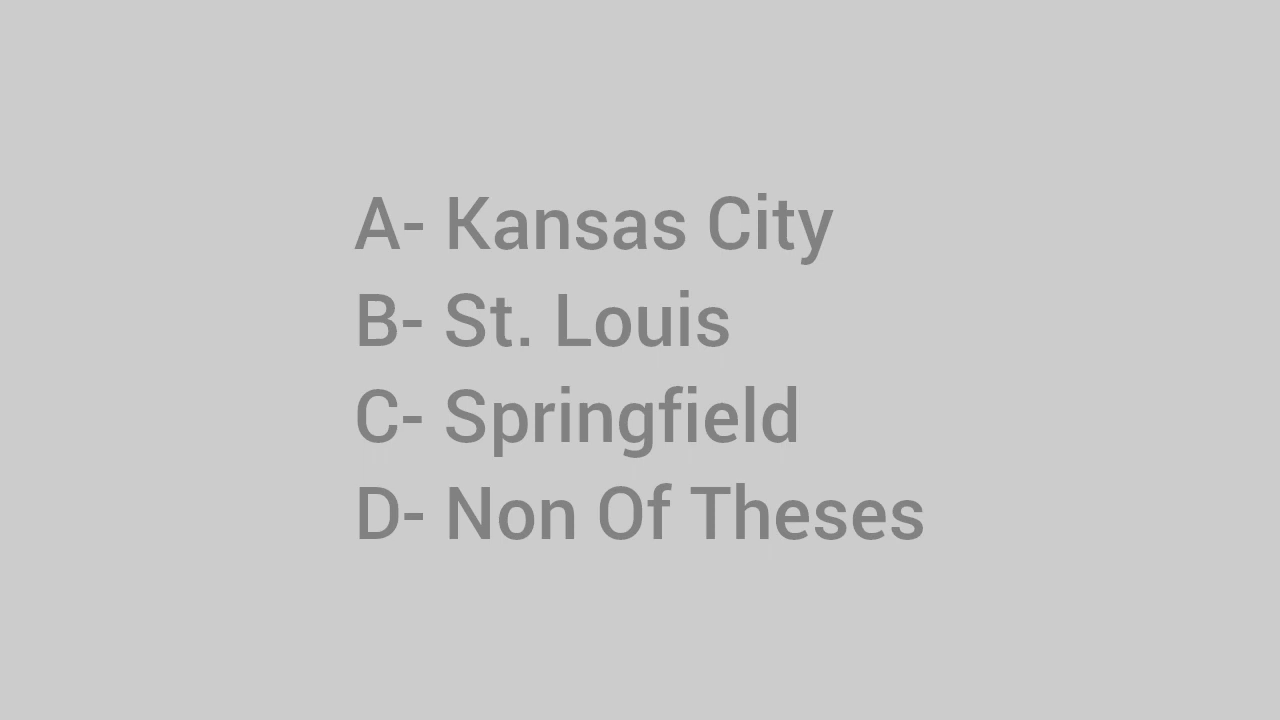 A- Kansas City
B- St. Louis
C- Springfield
D- Non Of Theses